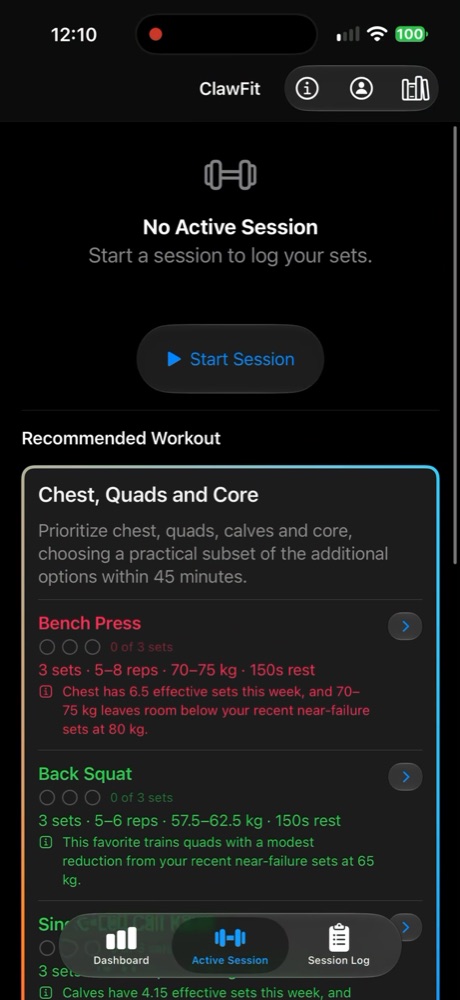 12:10
100
ClawFit
No Active Session
Start a session to log your sets.
Start Session
Recommended Workout
Chest, Quads and Core
Prioritize chest, quads, calves and core,
choosing a practical subset of the additional
options within 45 minutes.
Bench Press
0 of 3 sets
3 sets · 5–8 reps · 70–75 kg · 150s rest
Chest has 6.5 effective sets this week, and 70–
75 kg leaves room below your recent near-failure
sets at 80 kg.
Back Squat
0 of 3 sets
3 sets · 5–6 reps · 57.5–62.5 kg · 150s rest
This favorite trains quads with a modest
reduction from your recent near-failure sets at 65
kg.
Dashboard
Active Session
Session Log
3 sets
Calves have 4.15 effective sets this week, and